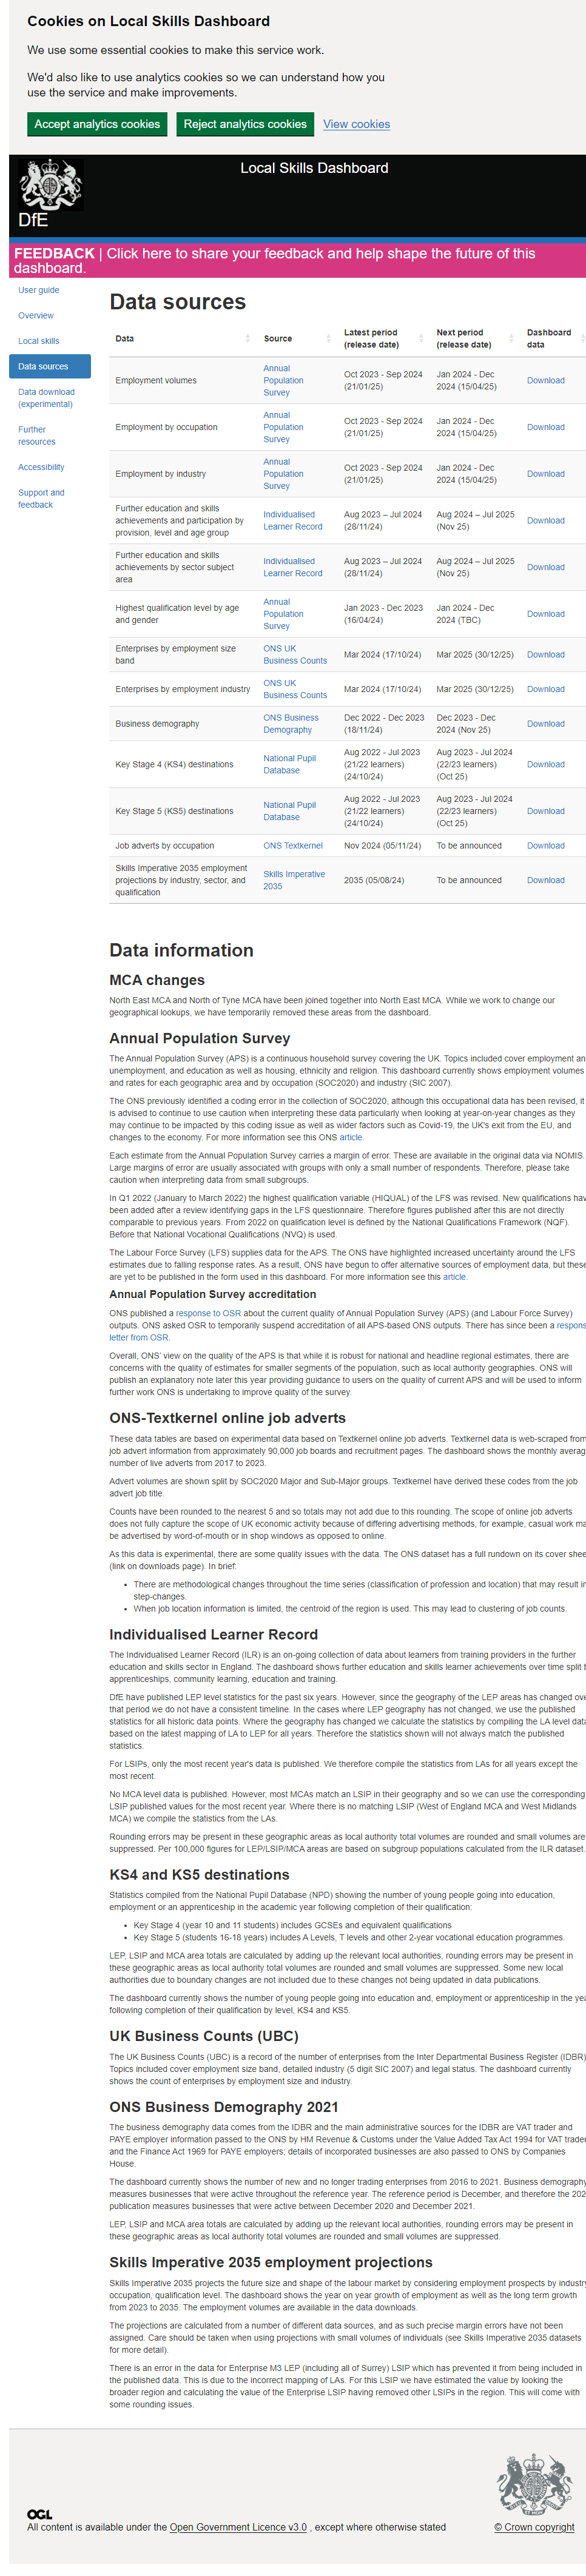 Cookies on Local Skills Dashboard
We use some essential cookies to make this service work.
We'd also like to use analytics cookies so we can understand how you
use the service and make improvements.
Accept analytics cookies
Reject analytics cookies
View cookies
DfE
Local Skills Dashboard
FEEDBACK | Click here to share your feedback and help shape the future of this
dashboard.
User guide
Overview
Local skills
Data sources
Data download
(experimental)
Further
resources
Accessibility
Support and
feedback
Data sources
Data Source Latest period (release date) Next period (release date) Dashboard data
Employment volumes Annual Population Survey Oct 2023 - Sep 2024 (21/01/25) Jan 2024 - Dec 2024 (15/04/25) Download
Employment by occupation Annual Population Survey Oct 2023 - Sep 2024 (21/01/25) Jan 2024 - Dec 2024 (15/04/25) Download
Employment by industry Annual Population Survey Oct 2023 - Sep 2024 (21/01/25) Jan 2024 - Dec 2024 (15/04/25) Download
Further education and skills achievements and participation by provision, level and age group Individualised Learner Record Aug 2023 – Jul 2024 (28/11/24) Aug 2024 – Jul 2025 (Nov 25) Download
Further education and skills achievements by sector subject area Individualised Learner Record Aug 2023 – Jul 2024 (28/11/24) Aug 2024 – Jul 2025 (Nov 25) Download
Highest qualification level by age and gender Annual Population Survey Jan 2023 - Dec 2023 (16/04/24) Jan 2024 - Dec 2024 (TBC) Download
Enterprises by employment size band ONS UK Business Counts Mar 2024 (17/10/24) Mar 2025 (30/12/25) Download
Enterprises by employment industry ONS UK Business Counts Mar 2024 (17/10/24) Mar 2025 (30/12/25) Download
Business demography ONS Business Demography Dec 2022 - Dec 2023 (18/11/24) Dec 2023 - Dec 2024 (Nov 25) Download
Key Stage 4 (KS4) destinations National Pupil Database Aug 2022 - Jul 2023 (21/22 learners) (24/10/24) Aug 2023 - Jul 2024 (22/23 learners) (Oct 25) Download
Key Stage 5 (KS5) destinations National Pupil Database Aug 2022 - Jul 2023 (21/22 learners) (24/10/24) Aug 2023 - Jul 2024 (22/23 learners) (Oct 25) Download
Job adverts by occupation ONS Textkernel Nov 2024 (05/11/24) To be announced Download
Skills Imperative 2035 employment projections by industry, sector, and qualification Skills Imperative 2035 2035 (05/08/24) To be announced Download
Data information
MCA changes
North East MCA and North of Tyne MCA have been joined together into North East MCA. While we work to change our
geographical lookups, we have temporarily removed these areas from the dashboard.
Annual Population Survey
The Annual Population Survey (APS) is a continuous household survey covering the UK. Topics included cover employment an
unemployment, and education as well as housing, ethnicity and religion. This dashboard currently shows employment volumes
and rates for each geographic area and by occupation (SOC2020) and industry (SIC 2007).
The ONS previously identified a coding error in the collection of SOC2020, although this occupational data has been revised, it
is advised to continue to use caution when interpreting these data particularly when looking at year-on-year changes as they
may continue to be impacted by this coding issue as well as wider factors such as Covid-19, the UK's exit from the EU, and
changes to the economy. For more information see this ONS article.
Each estimate from the Annual Population Survey carries a margin of error. These are available in the original data via NOMIS.
Large margins of error are usually associated with groups with only a small number of respondents. Therefore, please take
caution when interpreting data from small subgroups.
In Q1 2022 (January to March 2022) the highest qualification variable (HIQUAL) of the LFS was revised. New qualifications hav
been added after a review identifying gaps in the LFS questionnaire. Therefore figures published after this are not directly
comparable to previous years. From 2022 on qualification level is defined by the National Qualifications Framework (NQF).
Before that National Vocational Qualifications (NVQ) is used.
The Labour Force Survey (LFS) supplies data for the APS. The ONS have highlighted increased uncertainty around the LFS
estimates due to falling response rates. As a result, ONS have begun to offer alternative sources of employment data, but these
are yet to be published in the form used in this dashboard. For more information see this article.
Annual Population Survey accreditation
ONS published a response to OSR about the current quality of Annual Population Survey (APS) (and Labour Force Survey)
outputs. ONS asked OSR to temporarily suspend accreditation of all APS-based ONS outputs. There has since been a respons
letter from OSR.
Overall, ONS' view on the quality of the APS is that while it is robust for national and headline regional estimates, there are
concerns with the quality of estimates for smaller segments of the population, such as local authority geographies. ONS will
publish an explanatory note later this year providing guidance to users on the quality of current APS and will be used to inform
further work ONS is undertaking to improve quality of the survey.
ONS-Textkernel online job adverts
These data tables are based on experimental data based on Textkernel online job adverts. Textkernel data is web-scraped from
job advert information from approximately 90,000 job boards and recruitment pages. The dashboard shows the monthly averag
number of live adverts from 2017 to 2023.
Advert volumes are shown split by SOC2020 Major and Sub-Major groups. Textkernel have derived these codes from the job
advert job title.
Counts have been rounded to the nearest 5 and so totals may not add due to this rounding. The scope of online job adverts
does not fully capture the scope of UK economic activity because of differing advertising methods, for example, casual work ma
be advertised by word-of-mouth or in shop windows as opposed to online.
As this data is experimental, there are some quality issues with the data. The ONS dataset has a full rundown on its cover shee
(link on downloads page). In brief:
• There are methodological changes throughout the time series (classification of profession and location) that may result in
step-changes.
• When job location information is limited, the centroid of the region is used. This may lead to clustering of job counts.
Individualised Learner Record
The Individualised Learner Record (ILR) is an on-going collection of data about learners from training providers in the further
education and skills sector in England. The dashboard shows further education and skills learner achievements over time split b
apprenticeships, community learning, education and training.
DfE have published LEP level statistics for the past six years. However, since the geography of the LEP areas has changed ove
that period we do not have a consistent timeline. In the cases where LEP geography has not changed, we use the published
statistics for all historic data points. Where the geography has changed we calculate the statistics by compiling the LA level data
based on the latest mapping of LA to LEP for all years. Therefore the statistics shown will not always match the published
statistics.
For LSIPs, only the most recent year's data is published. We therefore compile the statistics from LAs for all years except the
most recent.
No MCA level data is published. However, most MCAs match an LSIP in their geography and so we can use the corresponding
LSIP published values for the most recent year. Where there is no matching LSIP (West of England MCA and West Midlands
MCA) we compile the statistics from the LAs.
Rounding errors may be present in these geographic areas as local authority total volumes are rounded and small volumes are
suppressed. Per 100,000 figures for LEP/LSIP/MCA areas are based on subgroup populations calculated from the ILR dataset.
KS4 and KS5 destinations
Statistics compiled from the National Pupil Database (NPD) showing the number of young people going into education,
employment or an apprenticeship in the academic year following completion of their qualification:
• Key Stage 4 (year 10 and 11 students) includes GCSEs and equivalent qualifications
• Key Stage 5 (students 16-18 years) includes A Levels, T levels and other 2-year vocational education programmes.
LEP, LSIP and MCA area totals are calculated by adding up the relevant local authorities, rounding errors may be present in
these geographic areas as local authority total volumes are rounded and small volumes are suppressed. Some new local
authorities due to boundary changes are not included due to these changes not being updated in data publications.
The dashboard currently shows the number of young people going into education and, employment or apprenticeship in the yea
following completion of their qualification by level, KS4 and KS5.
UK Business Counts (UBC)
The UK Business Counts (UBC) is a record of the number of enterprises from the Inter Departmental Business Register (IDBR)
Topics included cover employment size band, detailed industry (5 digit SIC 2007) and legal status. The dashboard currently
shows the count of enterprises by employment size and industry.
ONS Business Demography 2021
The business demography data comes from the IDBR and the main administrative sources for the IDBR are VAT trader and
PAYE employer information passed to the ONS by HM Revenue & Customs under the Value Added Tax Act 1994 for VAT trader
and the Finance Act 1969 for PAYE employers; details of incorporated businesses are also passed to ONS by Companies
House.
The dashboard currently shows the number of new and no longer trading enterprises from 2016 to 2021. Business demography
measures businesses that were active throughout the reference year. The reference period is December, and therefore the 202
publication measures businesses that were active between December 2020 and December 2021.
LEP, LSIP and MCA area totals are calculated by adding up the relevant local authorities, rounding errors may be present in
these geographic areas as local authority total volumes are rounded and small volumes are suppressed.
Skills Imperative 2035 employment projections
Skills Imperative 2035 projects the future size and shape of the labour market by considering employment prospects by industry
occupation, qualification level. The dashboard shows the year on year growth of employment as well as the long term growth
from 2023 to 2035. The employment volumes are available in the data downloads.
The projections are calculated from a number of different data sources, and as such precise margin errors have not been
assigned. Care should be taken when using projections with small volumes of individuals (see Skills Imperative 2035 datasets
for more detail).
There is an error in the data for Enterprise M3 LEP (including all of Surrey) LSIP which has prevented it from being included in
the published data. This is due to the incorrect mapping of LAs. For this LSIP we have estimated the value by looking the
broader region and calculating the value of the Enterprise LSIP having removed other LSIPs in the region. This will come with
some rounding issues.
OGL
All content is available under the Open Government Licence v3.0 , except where otherwise stated
© Crown copyright